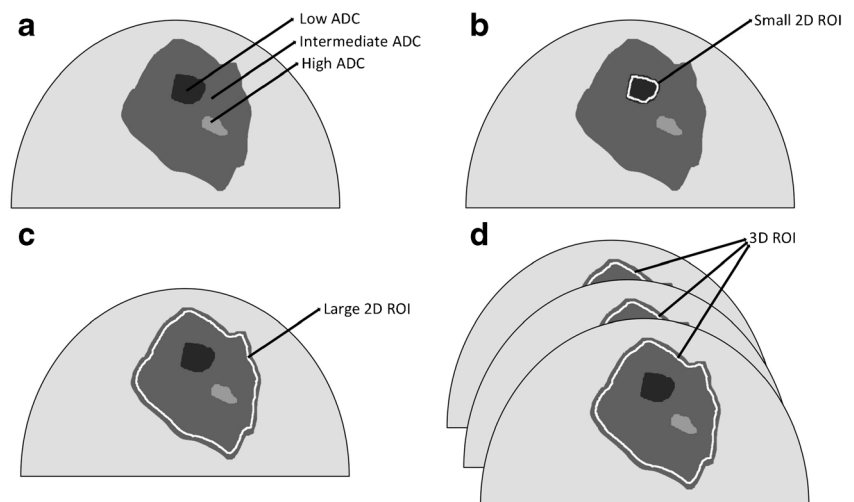 a
Low ADC
Intermediate ADC
High ADC
b
Small 2D ROI
c
Large 2D ROI
d
3D ROI